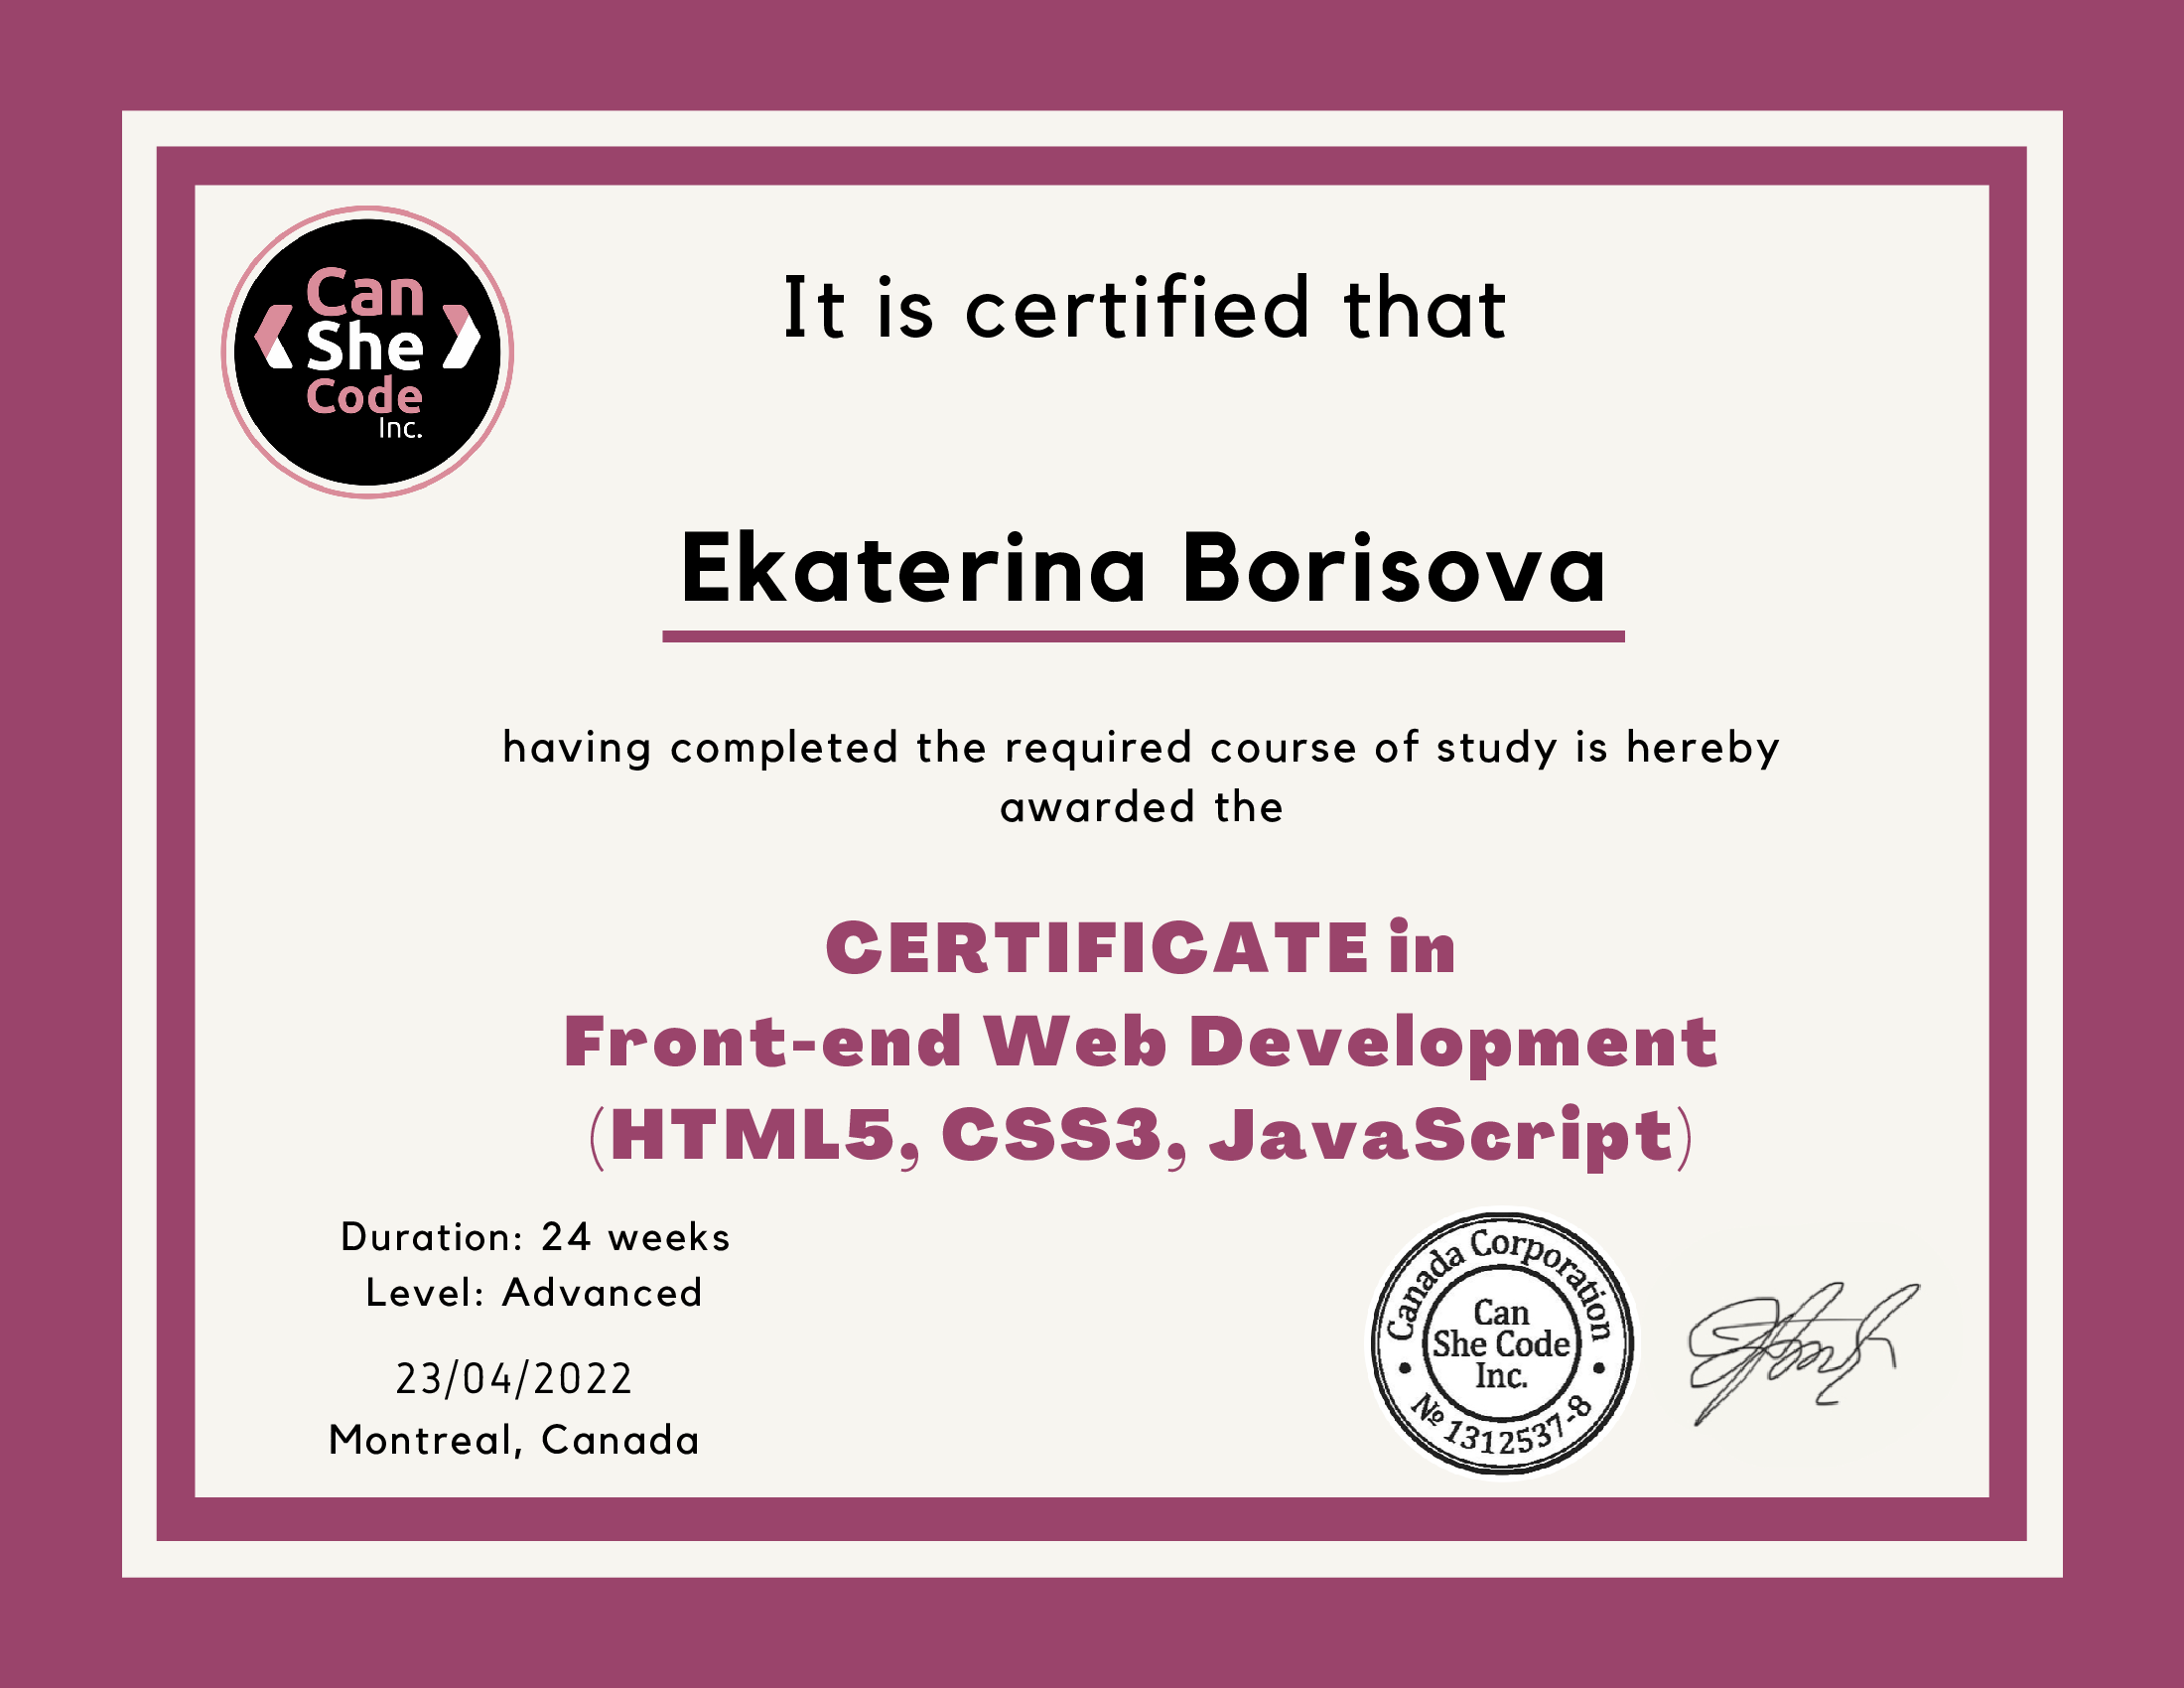 Can
She
Code
Inc.
It is certified that
Ekaterina Borisova
having completed the required course of study is hereby
awarded the
CERTIFICATE in
Front-end Web Development
(HTML5, CSS3, JavaScript)
Duration: 24 weeks
Level: Advanced
23/04/2022
Montreal, Canada
Canada Corporation
Can
She Code
Inc.
№ 1312537-8